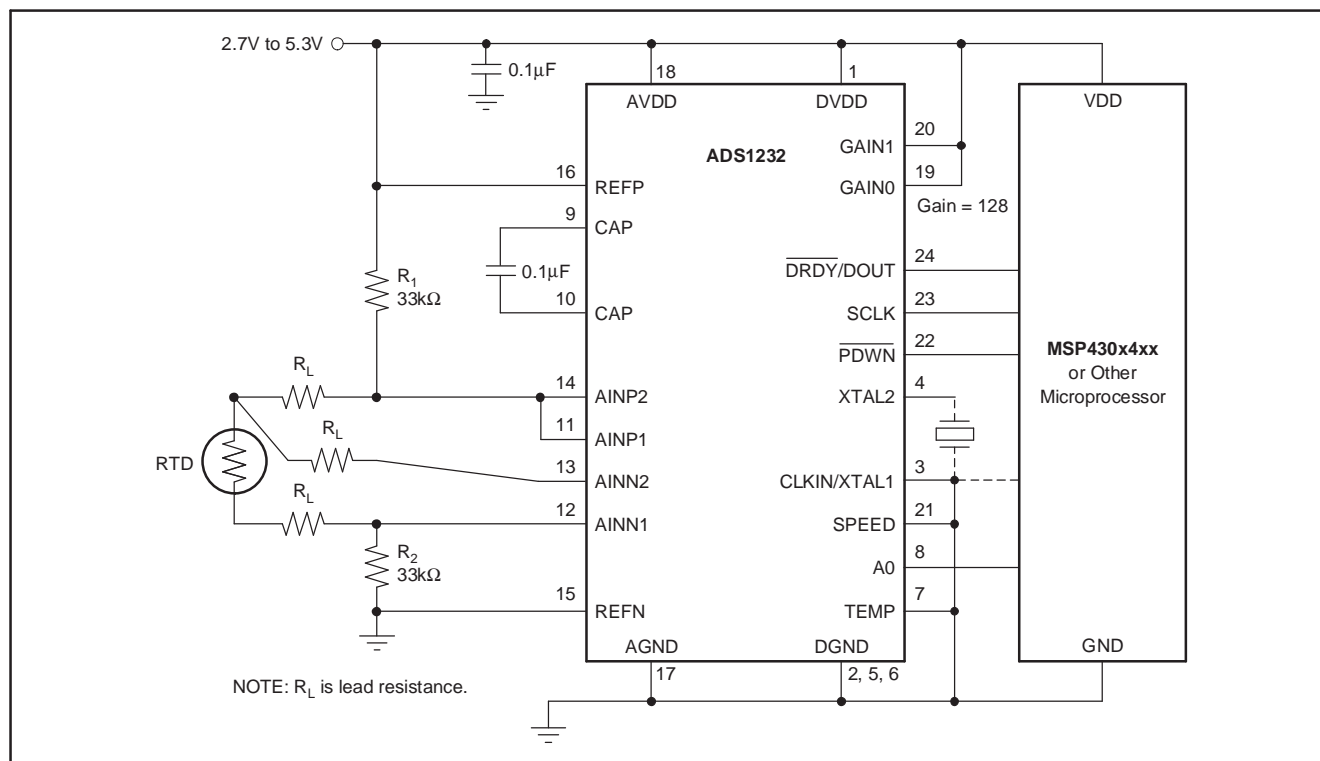 2.7V to 5.3V
0.1μF
18
1
AVDD
DVDD
VDD
ADS1232
20
GAIN1
19
GAIN0
Gain = 128
16
REFP
9
CAP
0.1μF
10
CAP
R1
33kΩ
24
DRDY/DOUT
23
SCLK
22
PDWN
4
XTAL2
MSP430x4xx
or Other
Microprocessor
RL
14
AINP2
11
AINP1
RTD
RL
13
AINN2
3
CLKIN/XTAL1
RL
12
AINN1
21
SPEED
R2
33kΩ
8
A0
15
REFN
7
TEMP
AGND
DGND
GND
17
2, 5, 6
NOTE: RL is lead resistance.